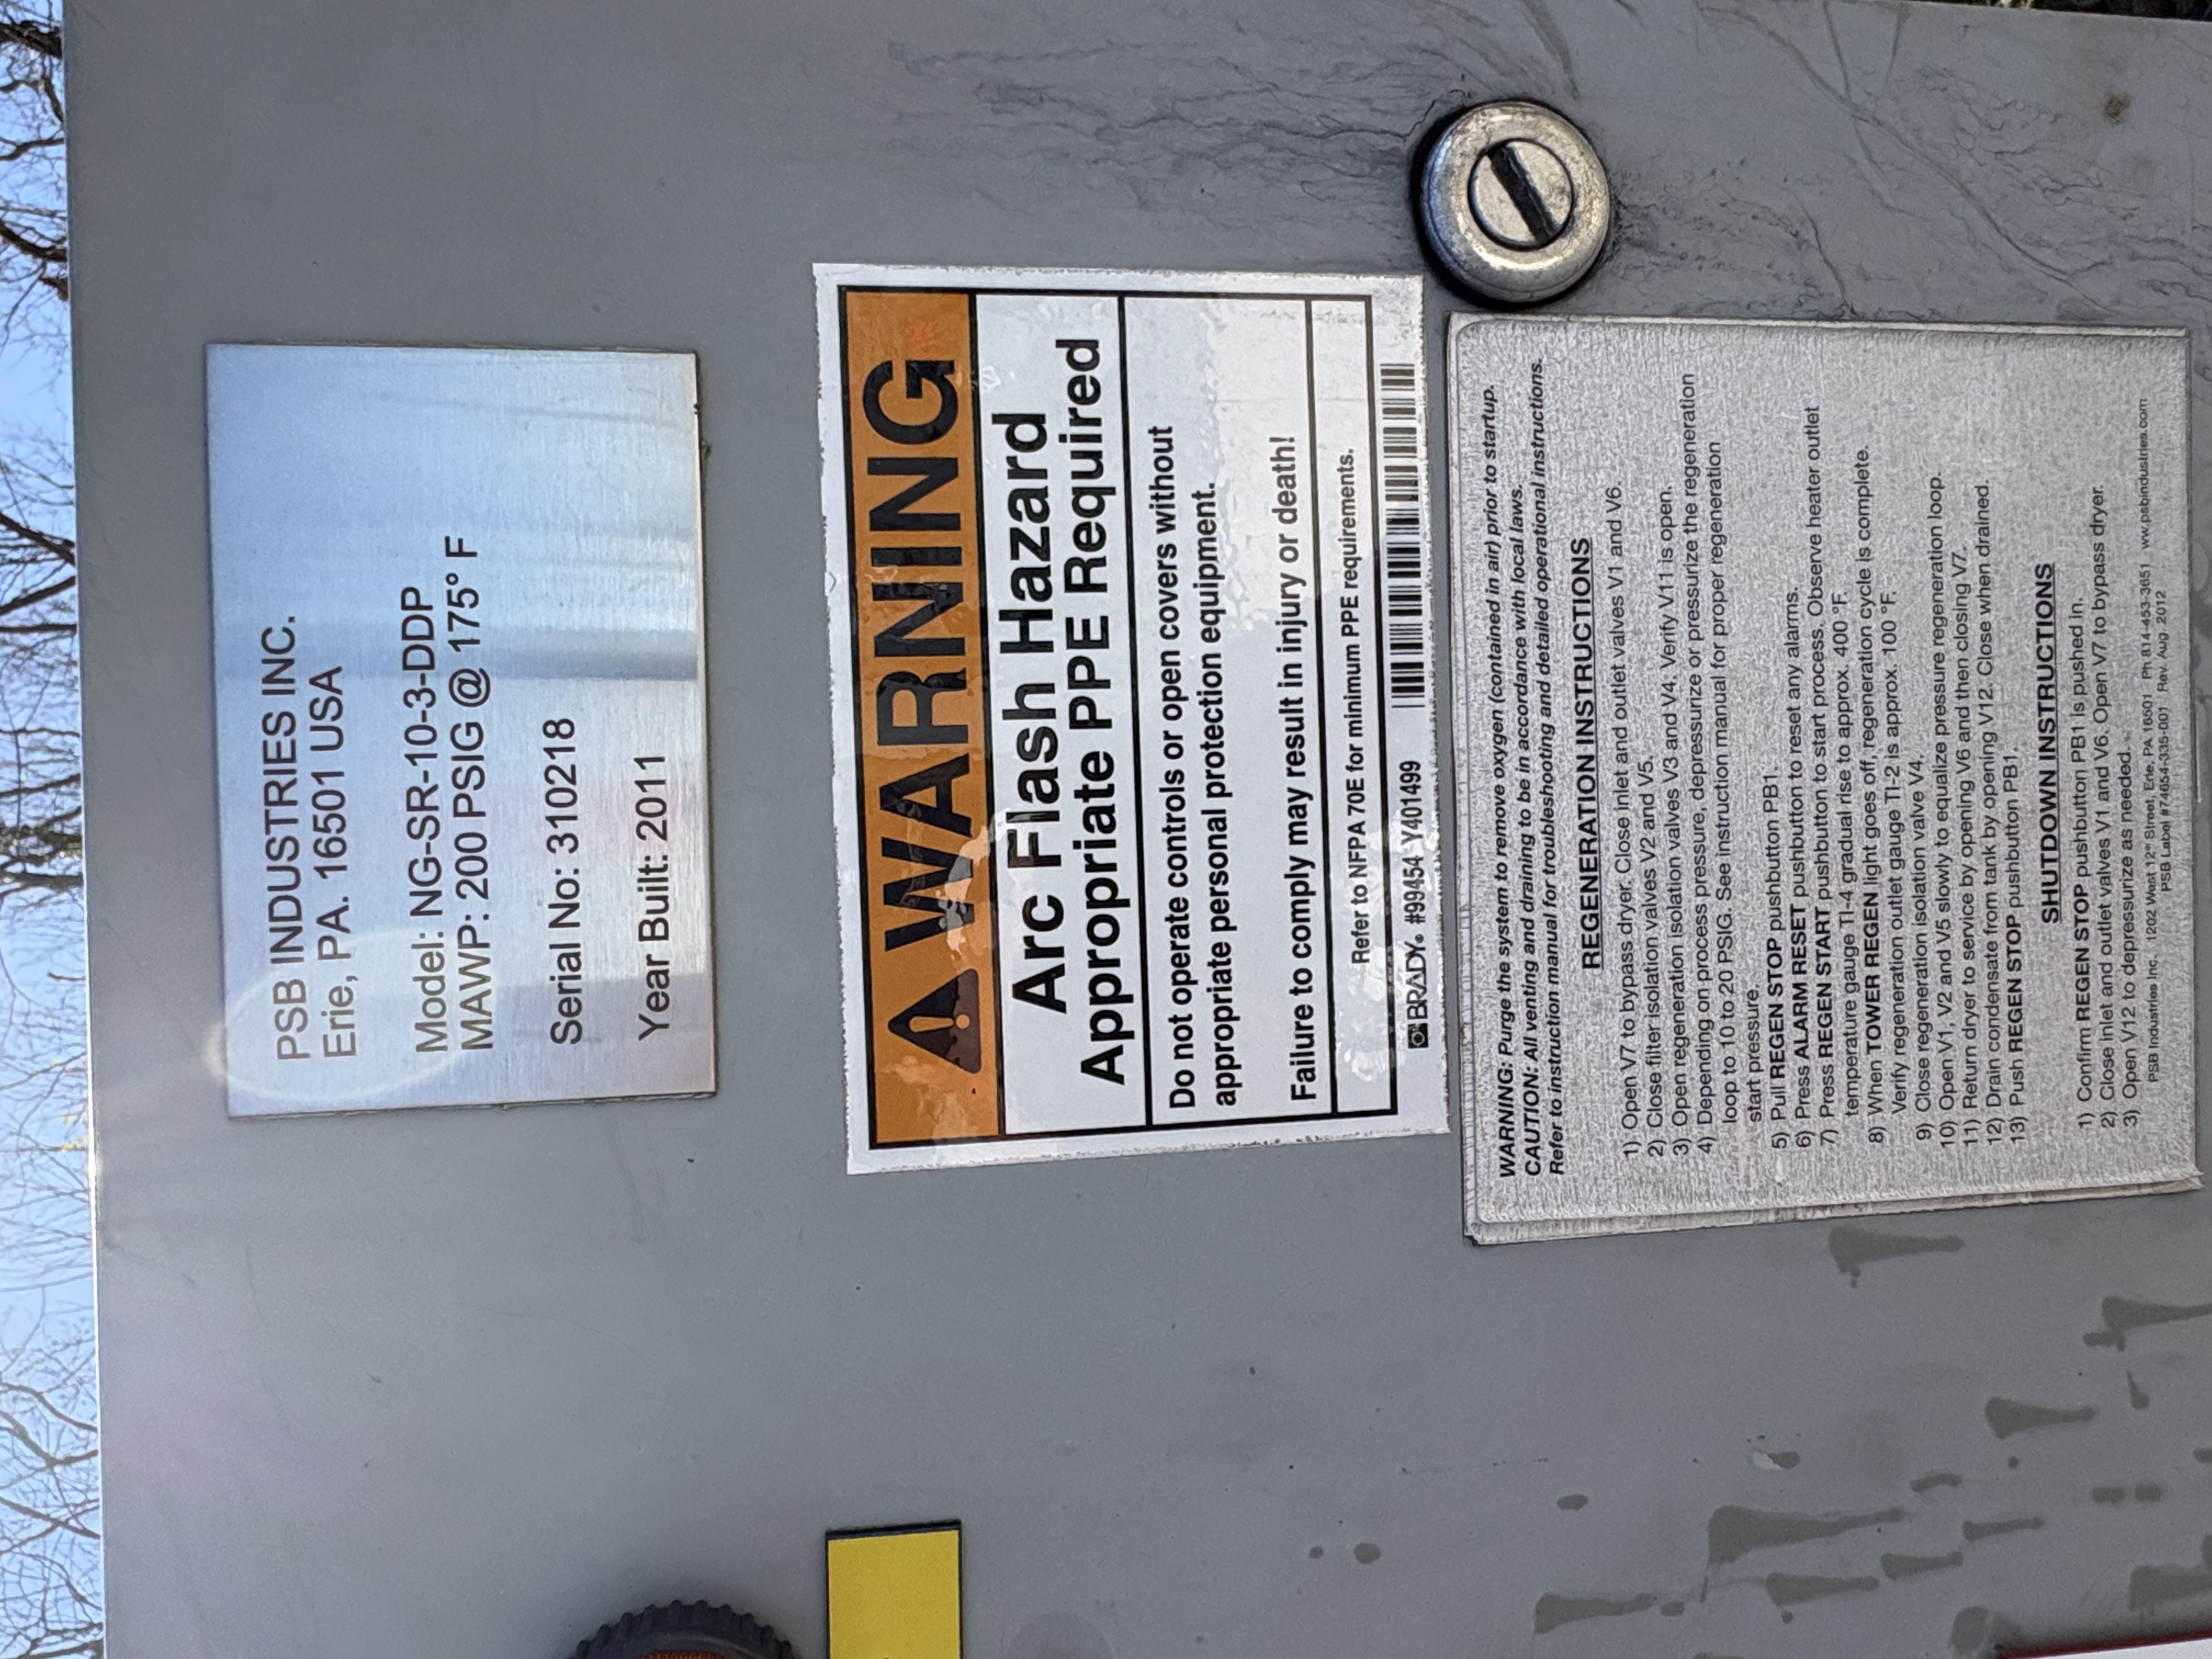 PSB INDUSTRIES INC.
Erie, PA. 16501 USA
Model: NG-SR-10-3-DDP
MAWP: 200 PSIG @ 175° F
Serial No: 310218
Year Built: 2011
WARNING
Arc Flash Hazard
Appropriate PPE Required
Do not operate controls or open covers without
appropriate personal protection equipment.
Failure to comply may result in injury or death!
Refer to NFPA 70E for minimum PPE requirements.
BRADY® #99454 Y401499
WARNING: Purge the system to remove oxygen (contained in air) prior to startup.
CAUTION: All venting and draining to be in accordance with local laws.
Refer to instruction manual for troubleshooting and detailed operational instructions.
REGENERATION INSTRUCTIONS
1) Open V7 to bypass dryer. Close inlet and outlet valves V1 and V6.
2) Close filter isolation valves V2 and V5.
3) Open regeneration isolation valves V3 and V4. Verify V11 is open.
4) Depending on process pressure, depressurize or pressurize the regeneration
loop to 10 to 20 PSIG. See instruction manual for proper regeneration
start pressure.
5) Pull REGEN STOP pushbutton PB1.
6) Press ALARM RESET pushbutton to reset any alarms.
7) Press REGEN START pushbutton to start process. Observe heater outlet
temperature gauge TI-4 gradual rise to approx. 400 °F.
8) When TOWER REGEN light goes off, regeneration cycle is complete.
Verify regeneration outlet gauge TI-2 is approx. 100 °F.
9) Close regeneration isolation valve V4.
10) Open V1, V2 and V5 slowly to equalize pressure regeneration loop.
11) Return dryer to service by opening V6 and then closing V7.
12) Drain condensate from tank by opening V12. Close when drained.
13) Push REGEN STOP pushbutton PB1.
SHUTDOWN INSTRUCTIONS
1) Confirm REGEN STOP pushbutton PB1 is pushed in.
2) Close inlet and outlet valves V1 and V6. Open V7 to bypass dryer.
3) Open V12 to depressurize as needed.
PSB Industries Inc. 1202 West 12th Street, Erie, PA 16501 Ph 814-453-3651 ww.psbindustries.com
PSB Label #74654-335-001 Rev. Aug. 2012